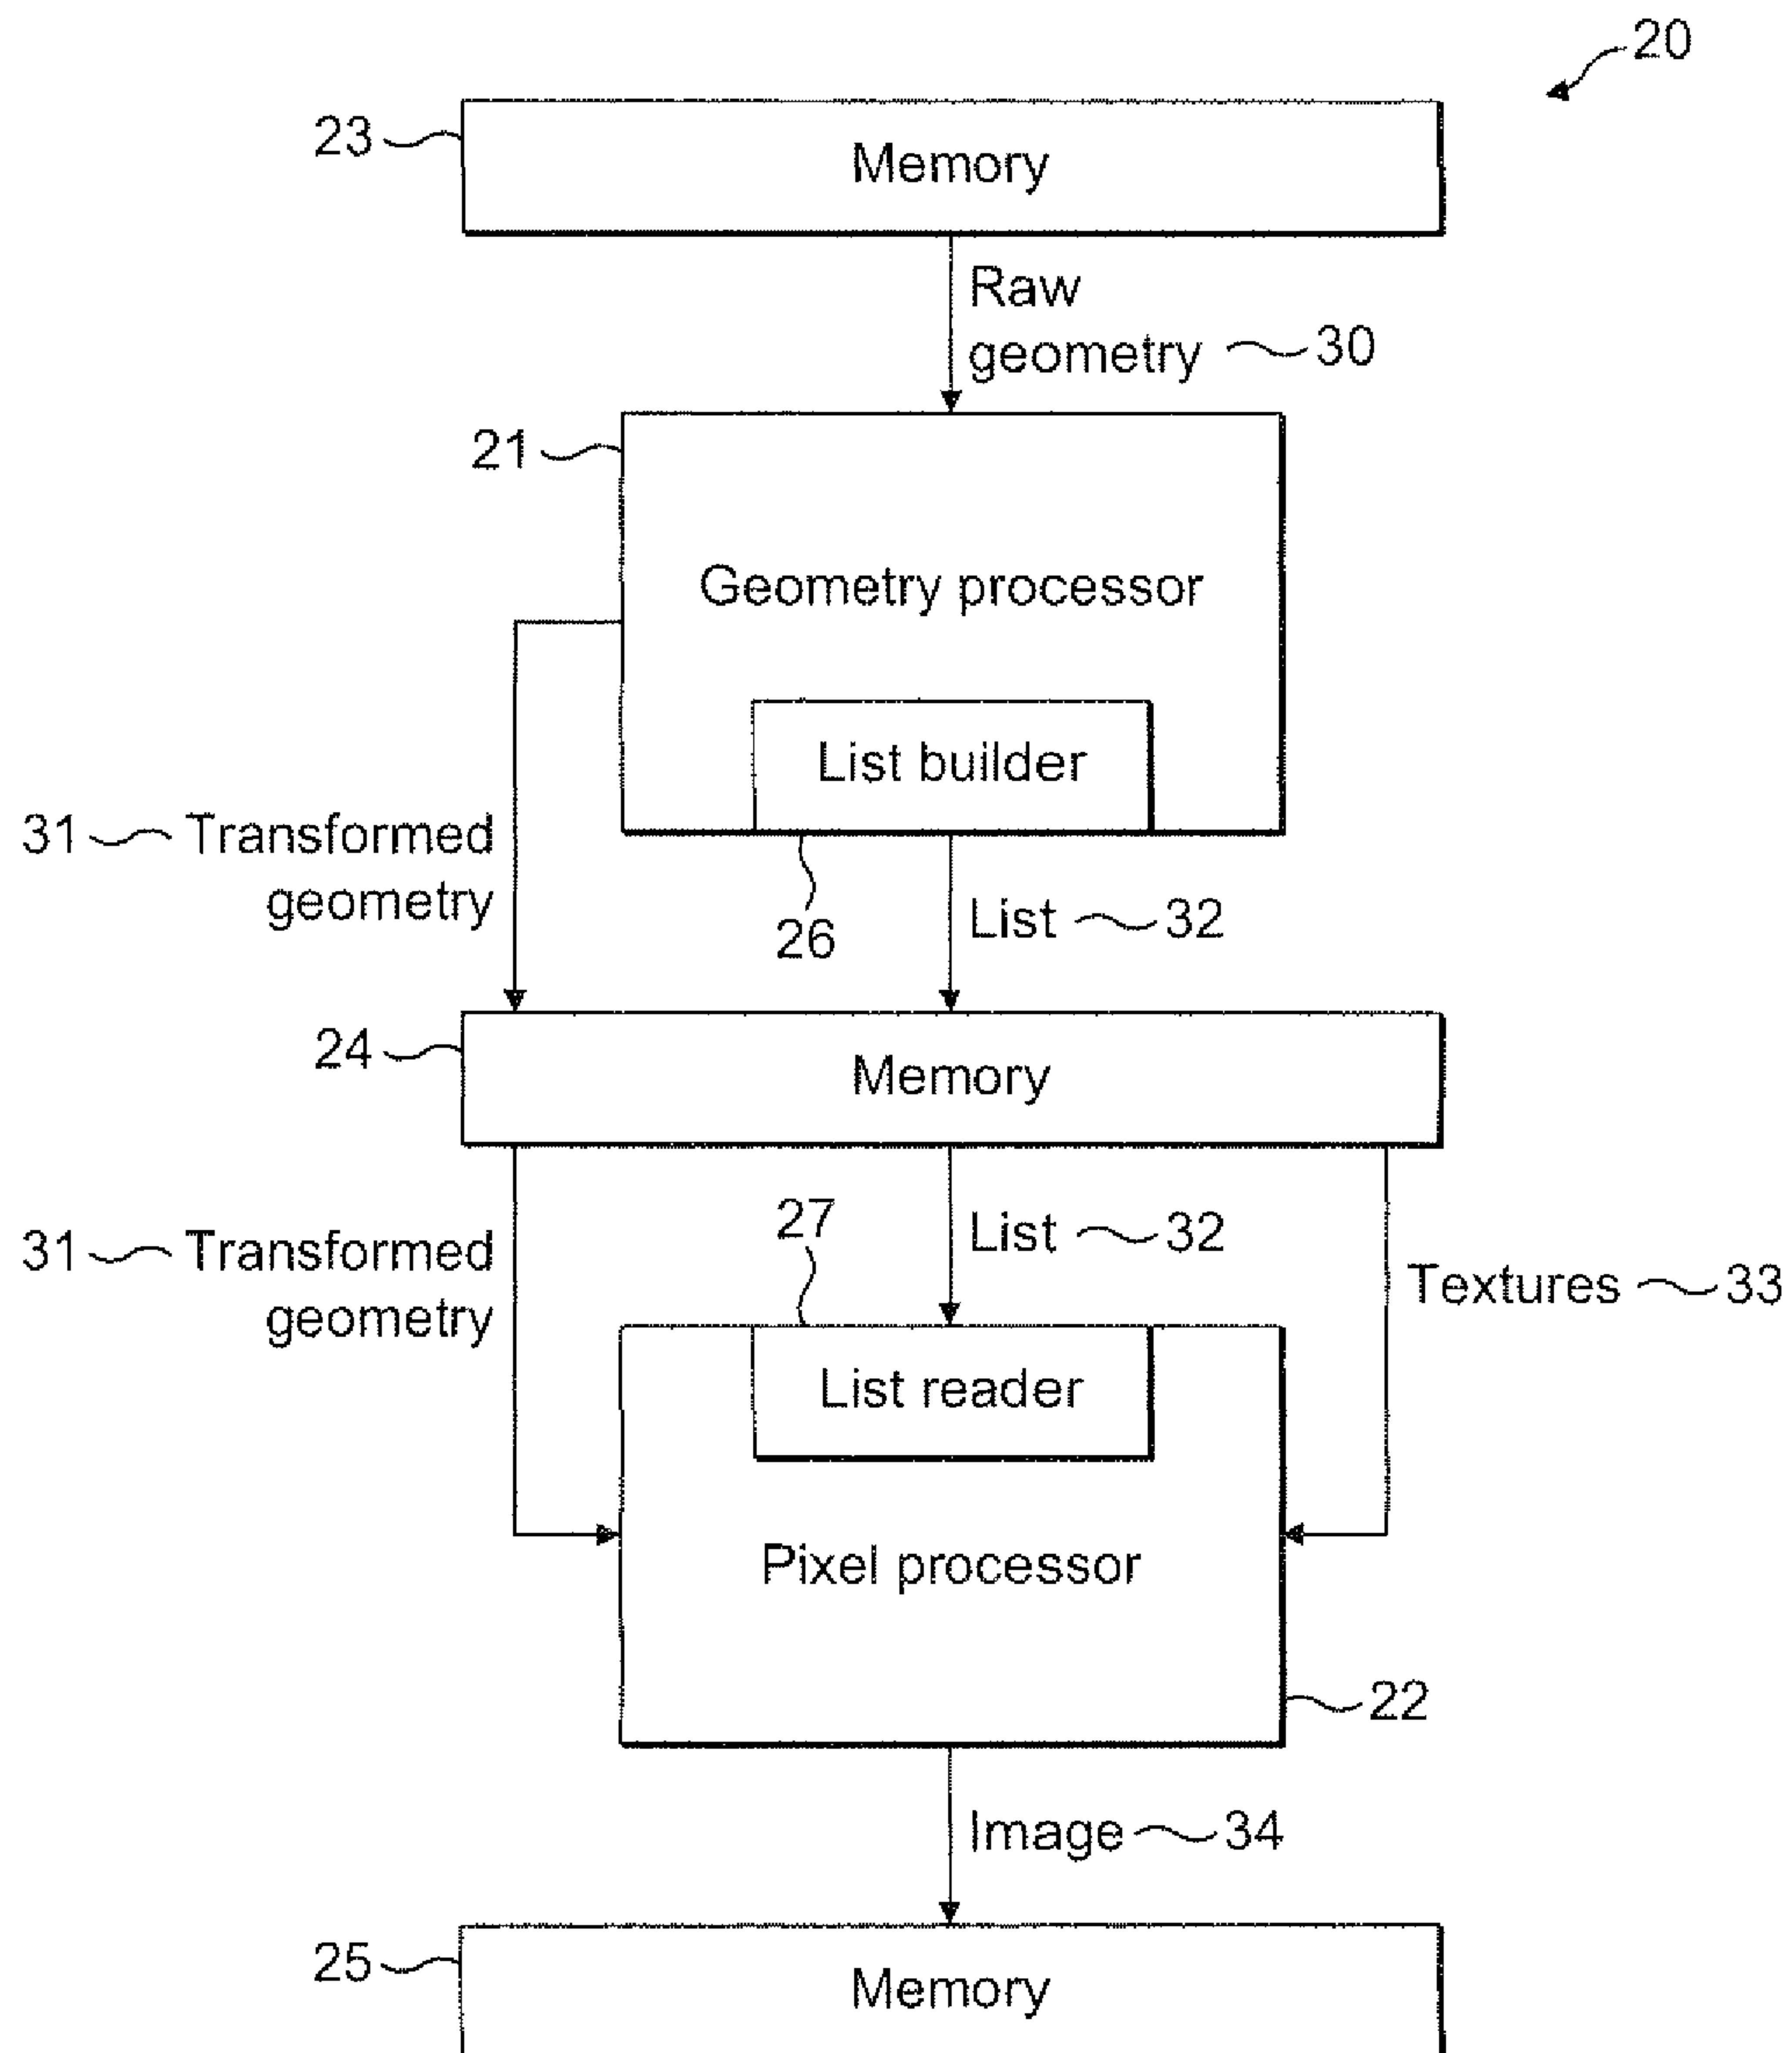 20
23
Memory
Raw
geometry 30
21
Geometry processor
List builder
31 Transformed
geometry
26
List 32
24
Memory
31 Transformed
geometry
27
List 32
Textures 33
List reader
Pixel processor
22
Image 34
25
Memory